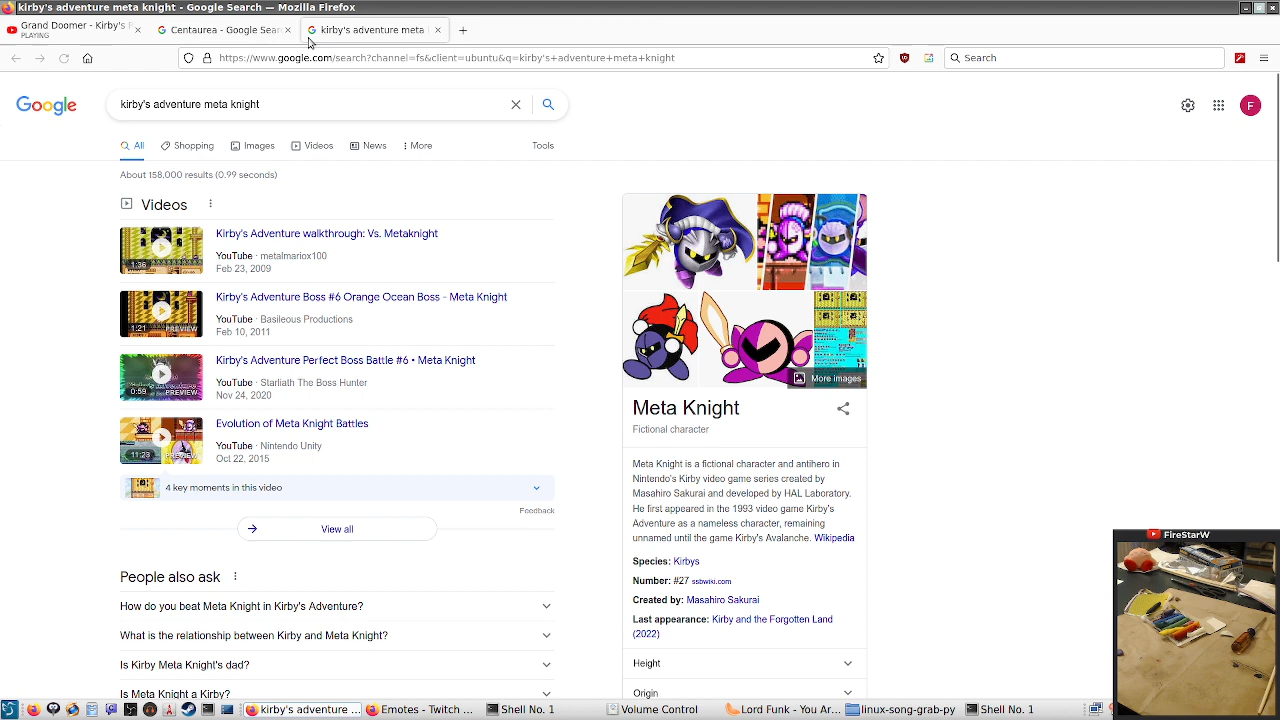 kirby's adventure meta knight - Google Search — Mozilla Firefox
Grand Doomer - Kirby's
PLAYING
Centaurea - Google Sear
kirby's adventure meta
https://www.google.com/search?channel=fs&client=ubuntu&q=kirby's+adventure+meta+knight
Search
Google
kirby's adventure meta knight
F
All
Shopping
Images
Videos
News
More
Tools
About 158,000 results (0.99 seconds)
Videos
Kirby's Adventure walkthrough: Vs. Metaknight
YouTube · metalmariox100
Feb 23, 2009
1:36
Kirby's Adventure Boss #6 Orange Ocean Boss - Meta Knight
YouTube · Basileous Productions
Feb 10, 2011
1:21
PREVIEW
Kirby's Adventure Perfect Boss Battle #6 • Meta Knight
YouTube · Starliath The Boss Hunter
Nov 24, 2020
0:59
PREVIEW
Evolution of Meta Knight Battles
YouTube · Nintendo Unity
Oct 22, 2015
11:23
PREVIEW
4 key moments in this video
Feedback
View all
People also ask
How do you beat Meta Knight in Kirby's Adventure?
What is the relationship between Kirby and Meta Knight?
Is Kirby Meta Knight's dad?
Is Meta Knight a Kirby?
More images
Meta Knight
Fictional character
Meta Knight is a fictional character and antihero in
Nintendo's Kirby video game series created by
Masahiro Sakurai and developed by HAL Laboratory.
He first appeared in the 1993 video game Kirby's
Adventure as a nameless character, remaining
unnamed until the game Kirby's Avalanche. Wikipedia
Species: Kirbys
Number: #27 ssbwiki.com
Created by: Masahiro Sakurai
Last appearance: Kirby and the Forgotten Land
(2022)
Height
Origin
FireStarW
kirby's adventure ...
EmoteS - Twitch ...
Shell No. 1
Volume Control
Lord Funk - You Ar...
linux-song-grab-py
Shell No. 1